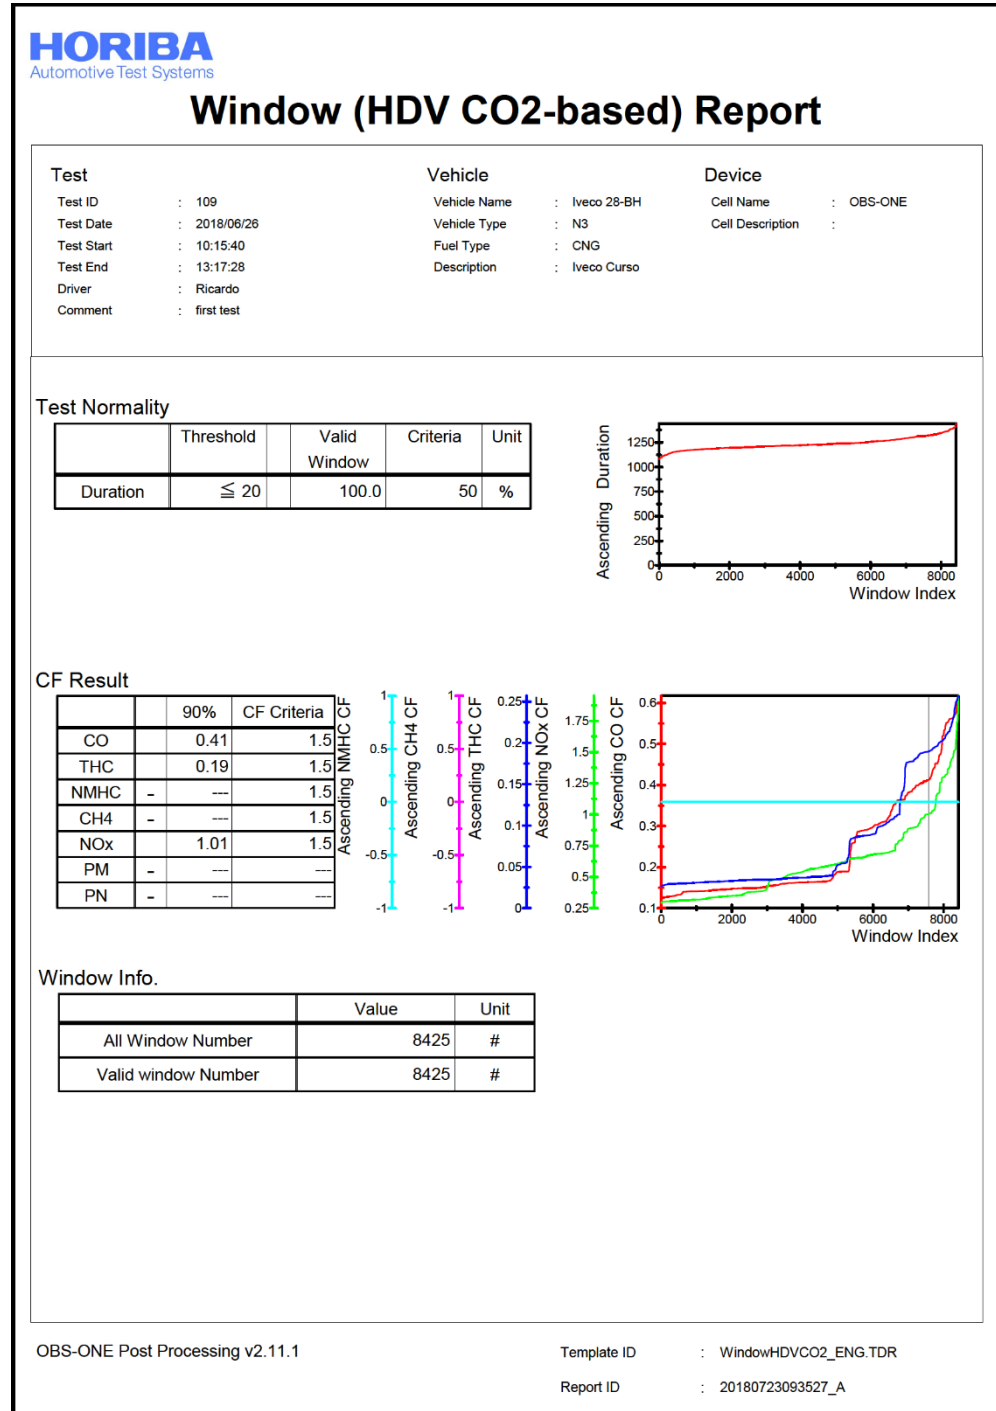 HORIBA
Automotive Test Systems
Window (HDV CO2-based) Report
Test
Test ID : 109
Test Date : 2018/06/26
Test Start : 10:15:40
Test End : 13:17:28
Driver : Ricardo
Comment : first test
Vehicle
Vehicle Name : Iveco 28-BH
Vehicle Type : N3
Fuel Type : CNG
Description : Iveco Curso
Device
Cell Name : OBS-ONE
Cell Description :
Test Normality
Threshold Valid Window Criteria Unit
Duration ≦ 20 100.0 50 %
Ascending Duration
1250
1000
750
500
250
0
0 2000 4000 6000 8000
Window Index
CF Result
90% CF Criteria
CO 0.41 1.5
THC 0.19 1.5
NMHC - --- 1.5
CH4 - --- 1.5
NOx 1.01 1.5
PM - --- ---
PN - --- ---
Ascending NMHC CF
1
0.5
0
-0.5
-1
Ascending CH4 CF
1
0.5
0
-0.5
-1
Ascending THC CF
0.25
0.2
0.15
0.1
0.05
0
Ascending NOx CF
1.75
1.5
1.25
1
0.75
0.5
0.25
Ascending CO CF
0.6
0.5
0.4
0.3
0.2
0.1
0 2000 4000 6000 8000
Window Index
Window Info.
Value Unit
All Window Number 8425 #
Valid window Number 8425 #
OBS-ONE Post Processing v2.11.1
Template ID : WindowHDVCO2_ENG.TDR
Report ID : 20180723093527_A